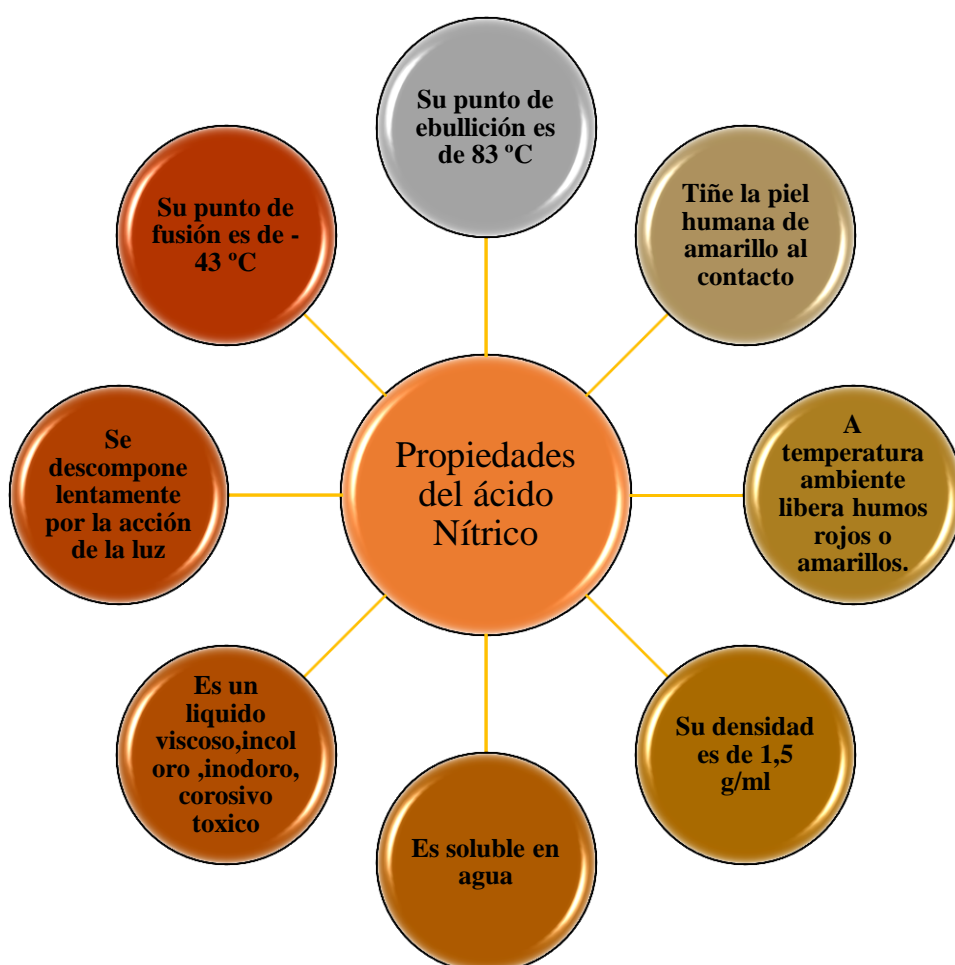 Su punto de
ebullición es
de 83 ºC
Tiñe la piel
humana de
amarillo al
contacto
A
temperatura
ambiente
libera humos
rojos o
amarillos.
Su densidad
es de 1,5
g/ml
Es soluble en
agua
Es un
liquido
viscoso,incol
oro ,inodoro,
corosivo
toxico
Se
descompone
lentamente
por la acción
de la luz
Su punto de
fusión es de -
43 ºC
Propiedades
del ácido
Nítrico